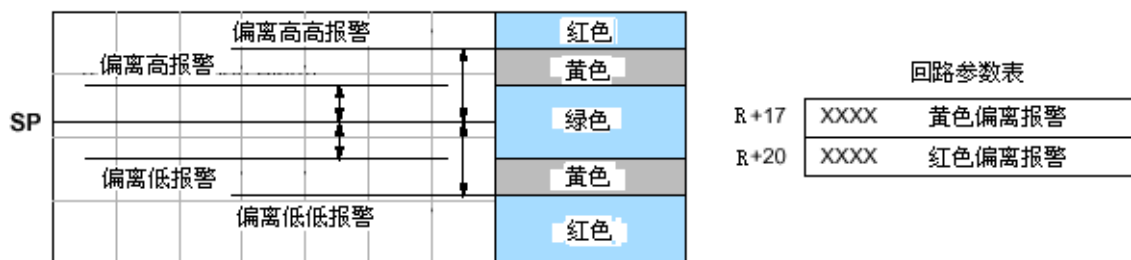 偏离高高报警
偏离高报警
SP
偏离低报警
偏离低低报警
红色
黄色
绿色
黄色
红色
回路参数表
R+17 XXXX 黄色偏离报警
R+20 XXXX 红色偏离报警